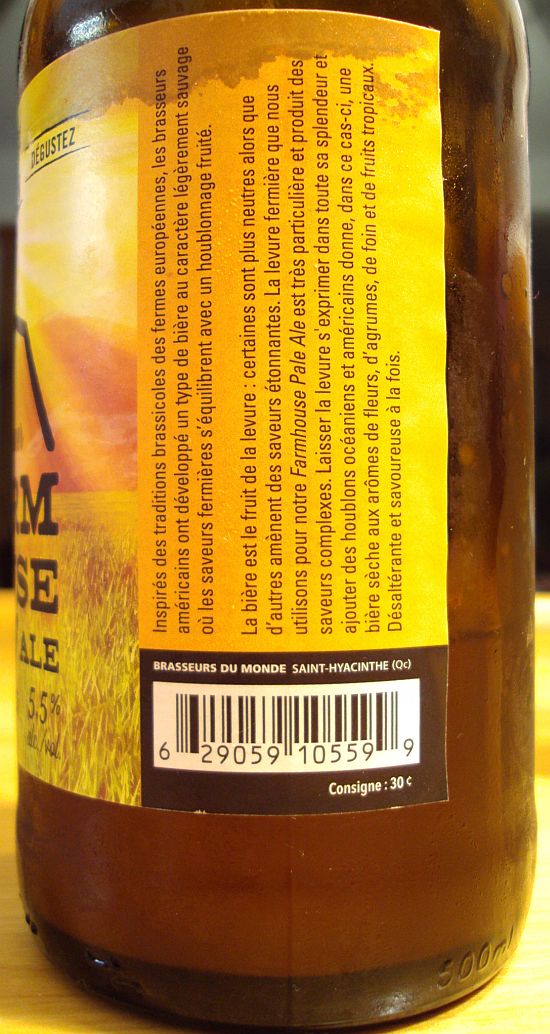 DÉGUSTEZ
RM
SE
ALE
5.5%
alc./vol.
Inspirés des traditions brassicoles des fermes européennes, les brasseurs
américains ont développé un type de bière au caractère légèrement sauvage
où les saveurs fermières s'équilibrent avec un houblonnage fruité.
La bière est le fruit de la levure : certaines sont plus neutres alors que
d'autres amènent des saveurs étonnantes. La levure fermière que nous
utilisons pour notre Farmhouse Pale Ale est très particulière et produit des
saveurs complexes. Laisser la levure s'exprimer dans toute sa splendeur et
ajouter des houblons océaniens et américains donne, dans ce cas-ci, une
bière sèche aux arômes de fleurs, d'agrumes, de foin et de fruits tropicaux.
Désaltérante et savoureuse à la fois.
BRASSEURS DU MONDE SAINT-HYACINTHE (Qc)
6 29059 10559 9
Consigne : 30 ¢
500ml